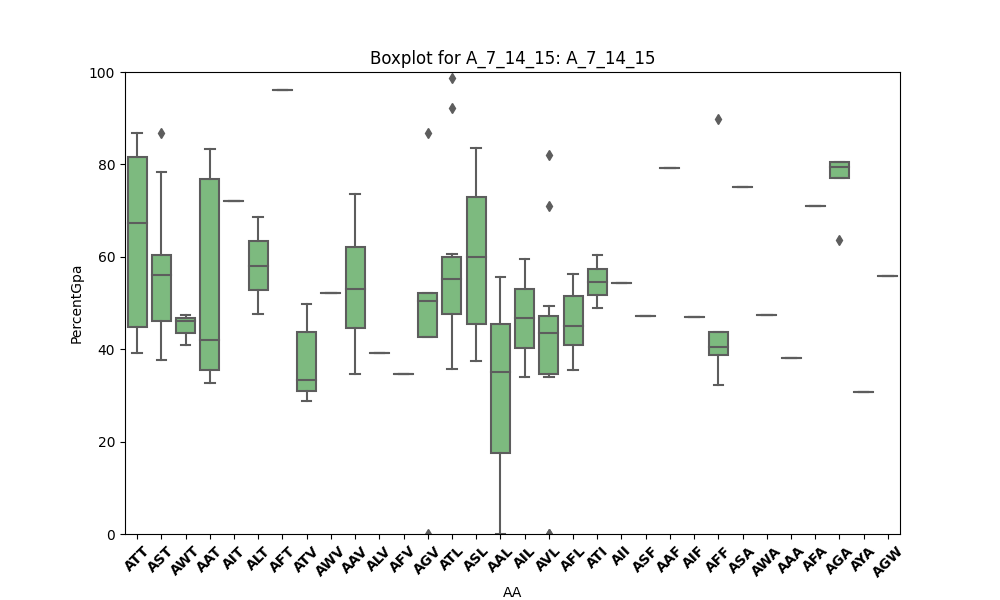 Boxplot for A_7_14_15: A_7_14_15
100
80
60
40
20
0
PercentGpa
ATT AST AWT AAT AIT ALT AFT ATV AWV AAV ALV AFV AGV ATL ASL AAL AIL AVL AFL ATI AII ASF AAF AIF AFF ASA AWA AAA AFA AGA AYA AGW
AA